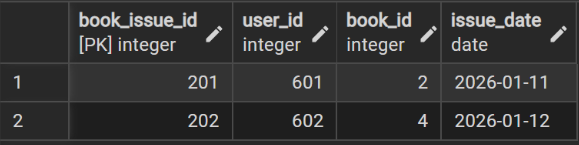 book_issue_id user_id book_id issue_date
[PK] integer integer integer date
1 201 601 2 2026-01-11
2 202 602 4 2026-01-12